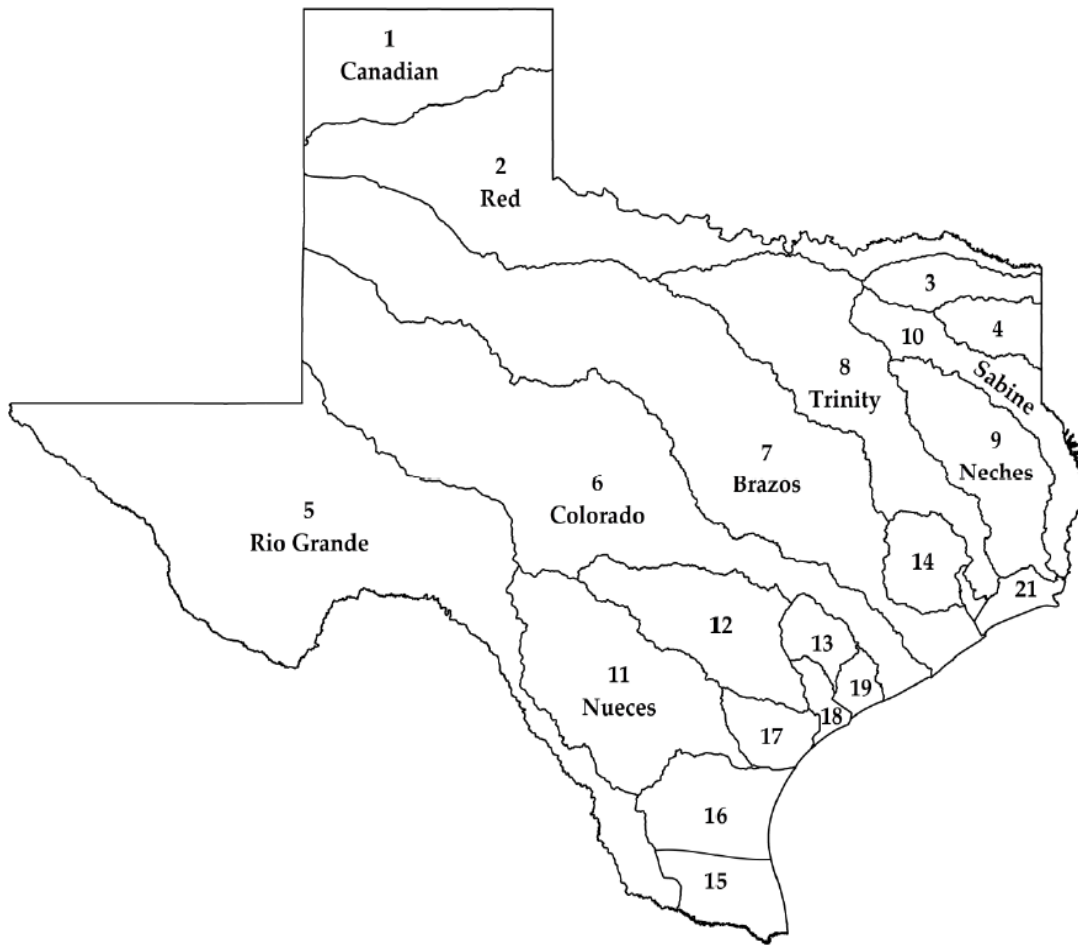 1
Canadian
2
Red
3
4
10
Sabine
8
Trinity
9
Neches
7
Brazos
6
Colorado
5
Rio Grande
14
21
12
13
19
18
11
Nueces
17
16
15